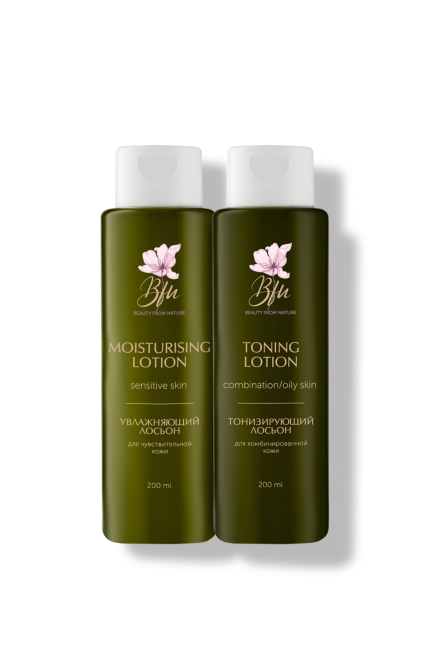 Bfn
BEAUTY FROM NATURE
MOISTURISING
LOTION
sensitive skin
УВЛАЖНЯЮЩИЙ
ЛОСЬОН
для чувствительной
кожи
200 ml
Bfn
BEAUTY FROM NATURE
TONING
LOTION
combination/oily skin
ТОНИЗИРУЮЩИЙ
ЛОСЬОН
для комбинированной
кожи
200 ml